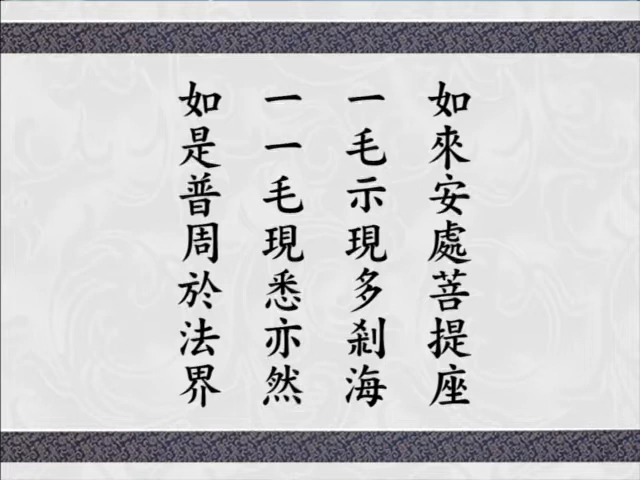 如來安處菩提座
一毛示現多剎海
一一毛現悉亦然
如是普周於法界